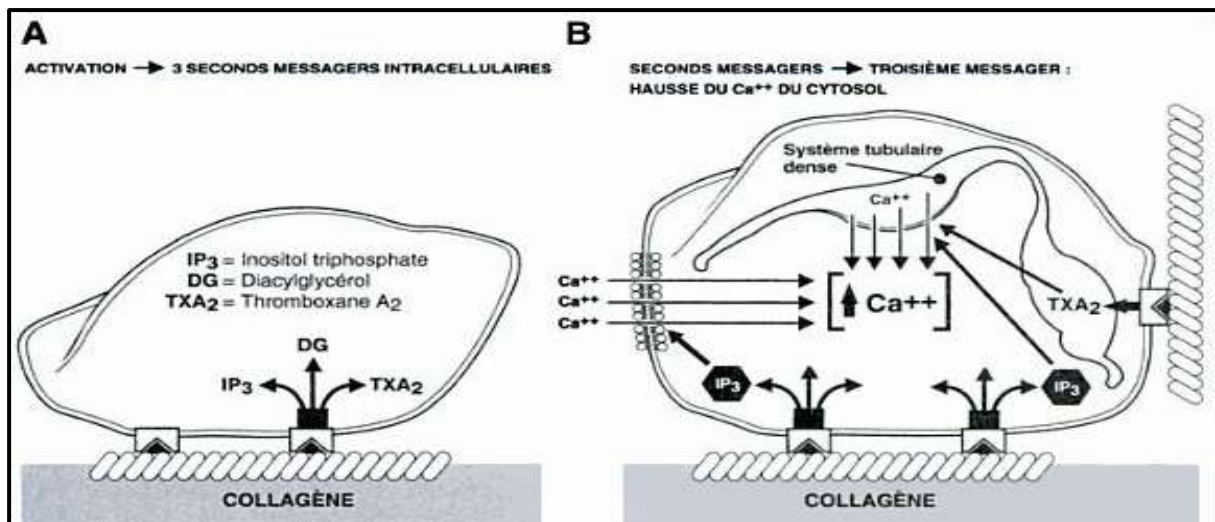 A
ACTIVATION → 3 SECONDS MESSAGERS INTRACELLULAIRES
IP3 = Inositol triphosphate
DG = Diacylglycérol
TXA2 = Thromboxane A2
DG
IP3
TXA2
COLLAGÈNE
B
SECONDS MESSAGERS → TROISIÈME MESSAGER :
HAUSSE DU Ca++ DU CYTOSOL
Système tubulaire
dense
Ca++
Ca++
Ca++
Ca++
[ Ca++ ]
TXA2
IP3
IP3
COLLAGÈNE